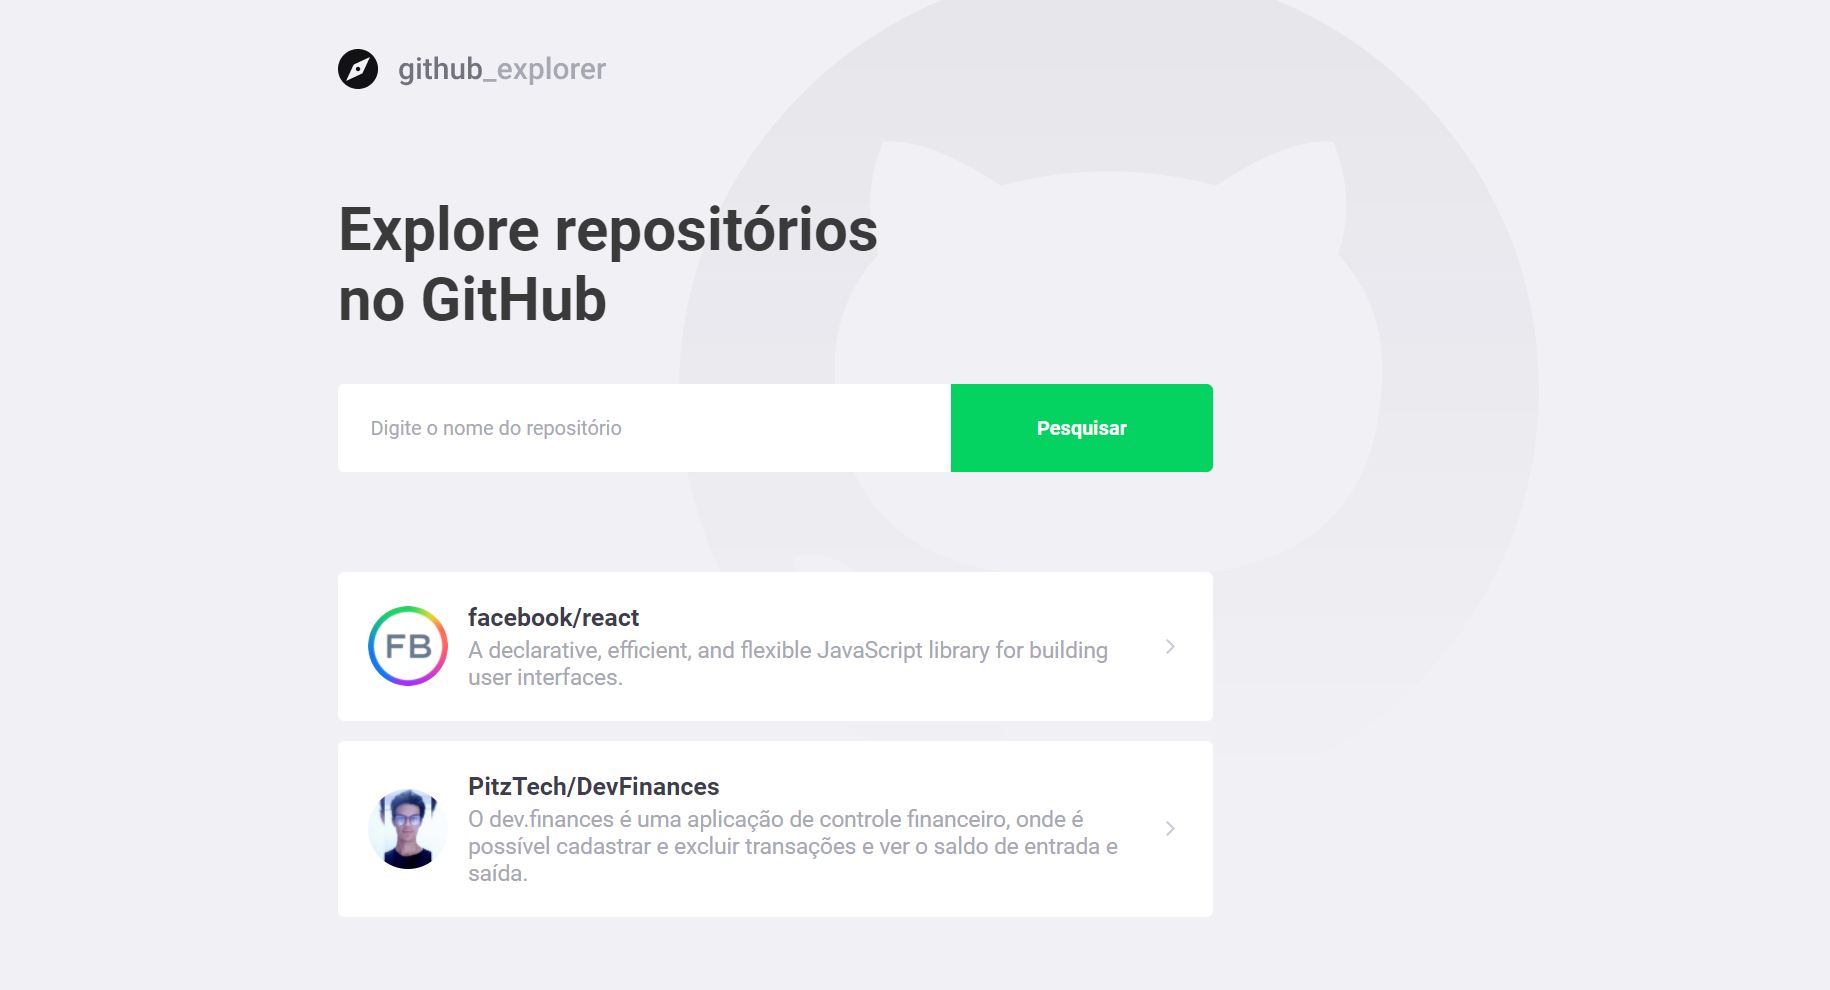 github_explorer
Explore repositórios
no GitHub
Digite o nome do repositório
Pesquisar
FB
facebook/react
A declarative, efficient, and flexible JavaScript library for building
user interfaces.
PitzTech/DevFinances
O dev.finances é uma aplicação de controle financeiro, onde é
possível cadastrar e excluir transações e ver o saldo de entrada e
saída.